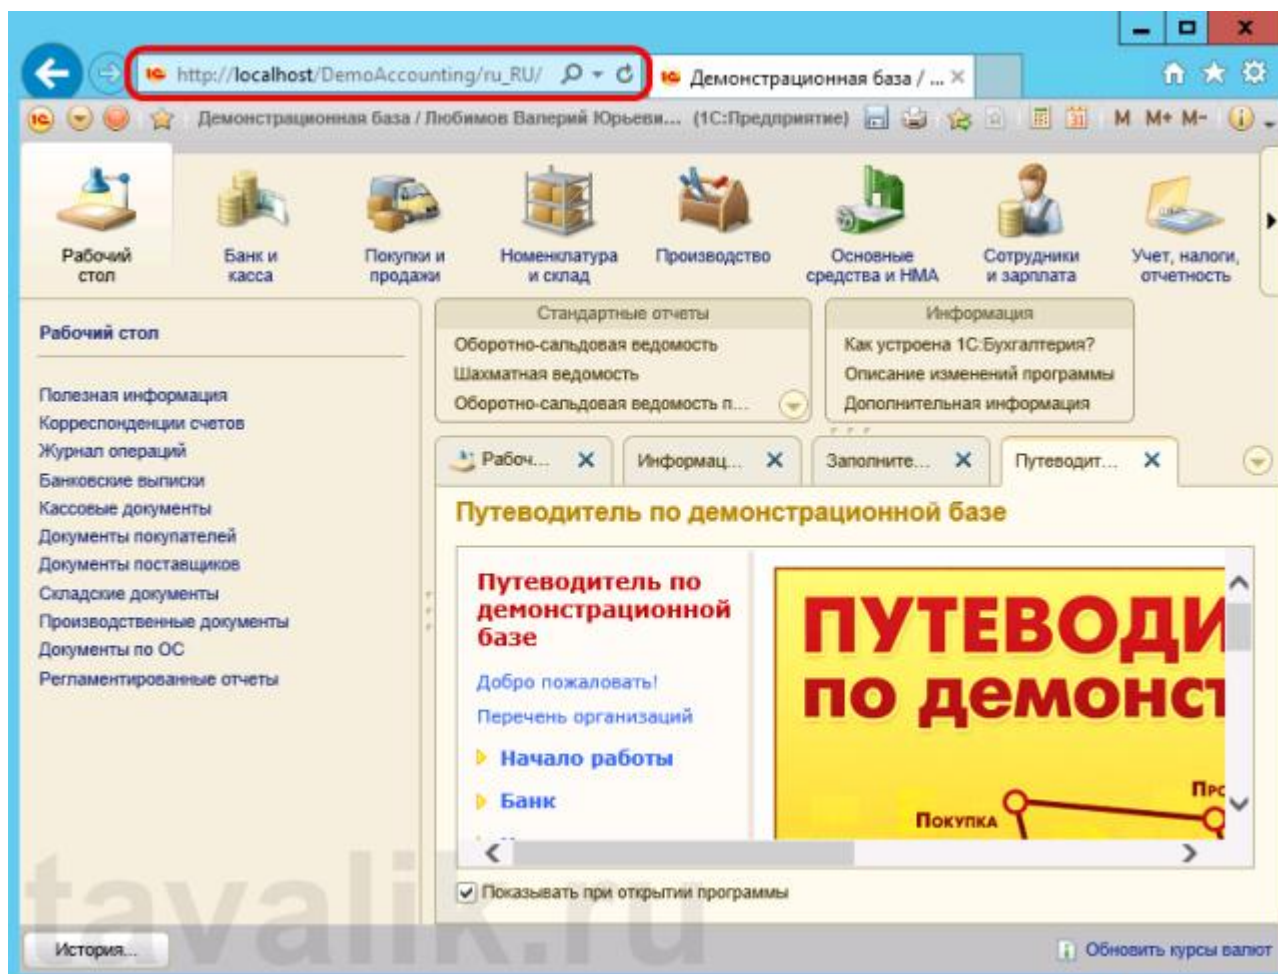 http://localhost/DemoAccounting/ru_RU/
Демонстрационная база / ...
Демонстрационная база / Любимов Валерий Юрьеви... (1С:Предприятие)
M M+ M-
Рабочий стол
Банк и касса
Покупки и продажи
Номенклатура и склад
Производство
Основные средства и НМА
Сотрудники и зарплата
Учет, налоги, отчетность
Рабочий стол
Полезная информация
Корреспонденции счетов
Журнал операций
Банковские выписки
Кассовые документы
Документы покупателей
Документы поставщиков
Складские документы
Производственные документы
Документы по ОС
Регламентированные отчеты
Стандартные отчеты
Оборотно-сальдовая ведомость
Шахматная ведомость
Оборотно-сальдовая ведомость п...
Информация
Как устроена 1С:Бухгалтерия?
Описание изменений программы
Дополнительная информация
Рабоч...
Информац...
Заполните...
Путеводит...
Путеводитель по демонстрационной базе
Путеводитель по
демонстрационной
базе
Добро пожаловать!
Перечень организаций
Начало работы
Банк
ПУТЕВОДИ
по демонст
Покупка
Про
Показывать при открытии программы
tavalik.ru
История...
Обновить курсы валют